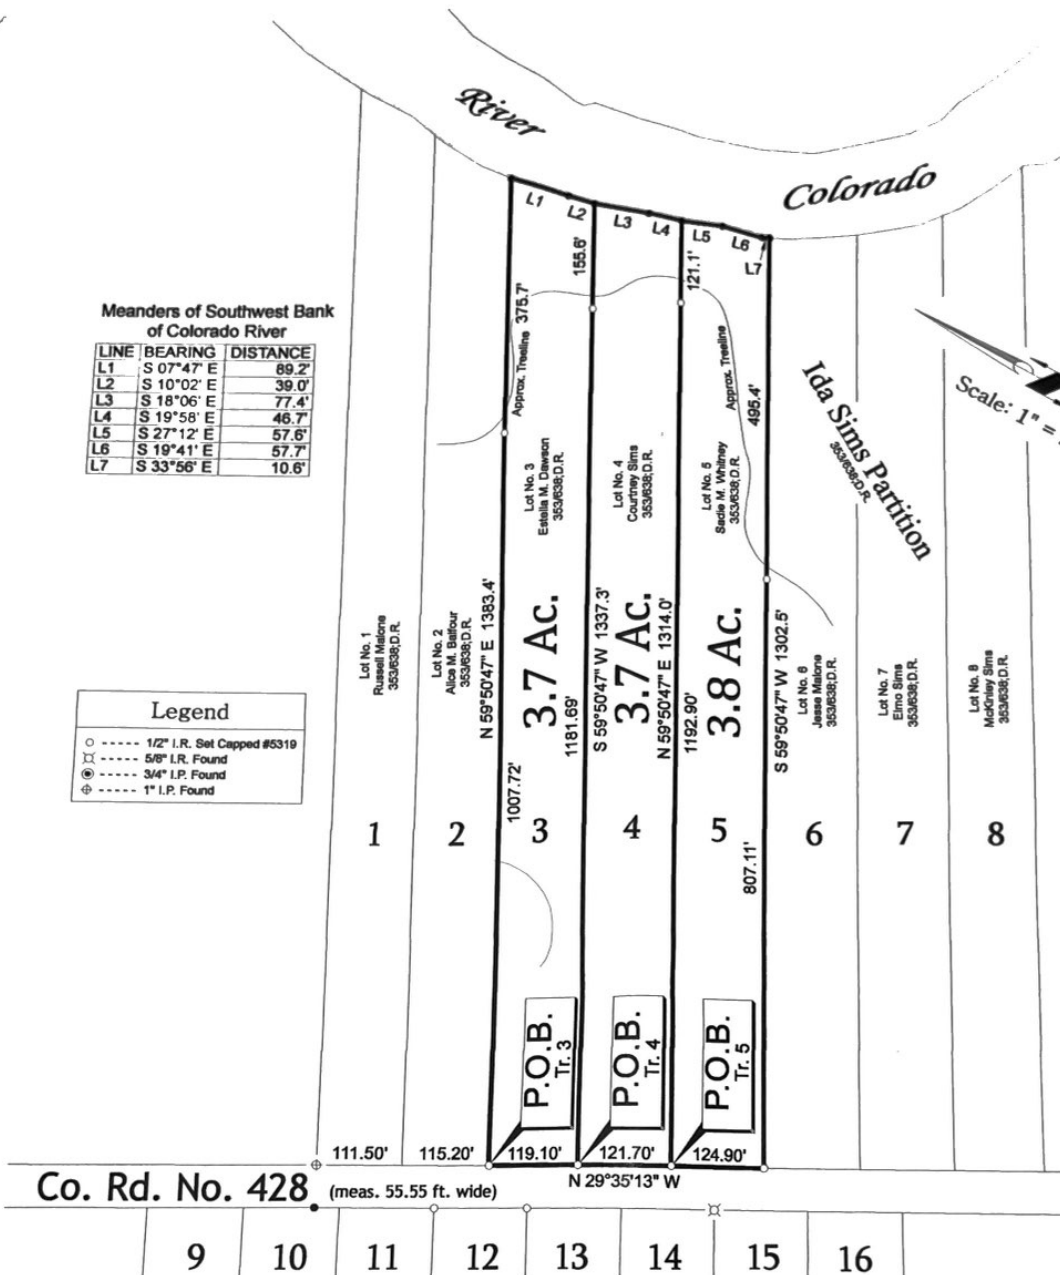 River
Colorado
L1
L2
L3
L4
L5
L6
L7
Meanders of Southwest Bank
of Colorado River
LINE BEARING DISTANCE
L1 S 07°47' E 89.2'
L2 S 10°02' E 39.0'
L3 S 18°06' E 77.4'
L4 S 19°58' E 46.7'
L5 S 27°12' E 57.6'
L6 S 19°41' E 57.7'
L7 S 33°56' E 10.6'
155.6'
121.1'
375.7'
Approx. Treeline
Approx. Treeline
495.4'
Scale: 1" =
Ida Sims Partition
353/638;D.R.
Lot No. 1
Russell Malone
353/638;D.R.
Lot No. 2
Alice M. Balfour
353/638;D.R.
Lot No. 3
Estella M. Dawson
353/638;D.R.
Lot No. 4
Courtney Sims
353/638;D.R.
Lot No. 5
Sadie M. Whitney
353/638;D.R.
Lot No. 6
Jesse Malone
353/638;D.R.
Lot No. 7
Elmo Sims
353/638;D.R.
Lot No. 8
McKinley Sims
353/638;D.R.
N 59°50'47" E 1383.4'
3.7 Ac.
S 59°50'47" W 1337.3'
3.7 Ac.
N 59°50'47" E 1314.0'
3.8 Ac.
S 59°50'47" W 1302.5'
1007.72'
1181.69'
1192.90'
807.11'
Legend
1/2" I.R. Set Capped #5319
5/8" I.R. Found
3/4" I.P. Found
1" I.P. Found
1
2
3
4
5
6
7
8
P.O.B.
Tr. 3
P.O.B.
Tr. 4
P.O.B.
Tr. 5
111.50'
115.20'
119.10'
121.70'
124.90'
Co. Rd. No. 428 (meas. 55.55 ft. wide)
N 29°35'13" W
9
10
11
12
13
14
15
16